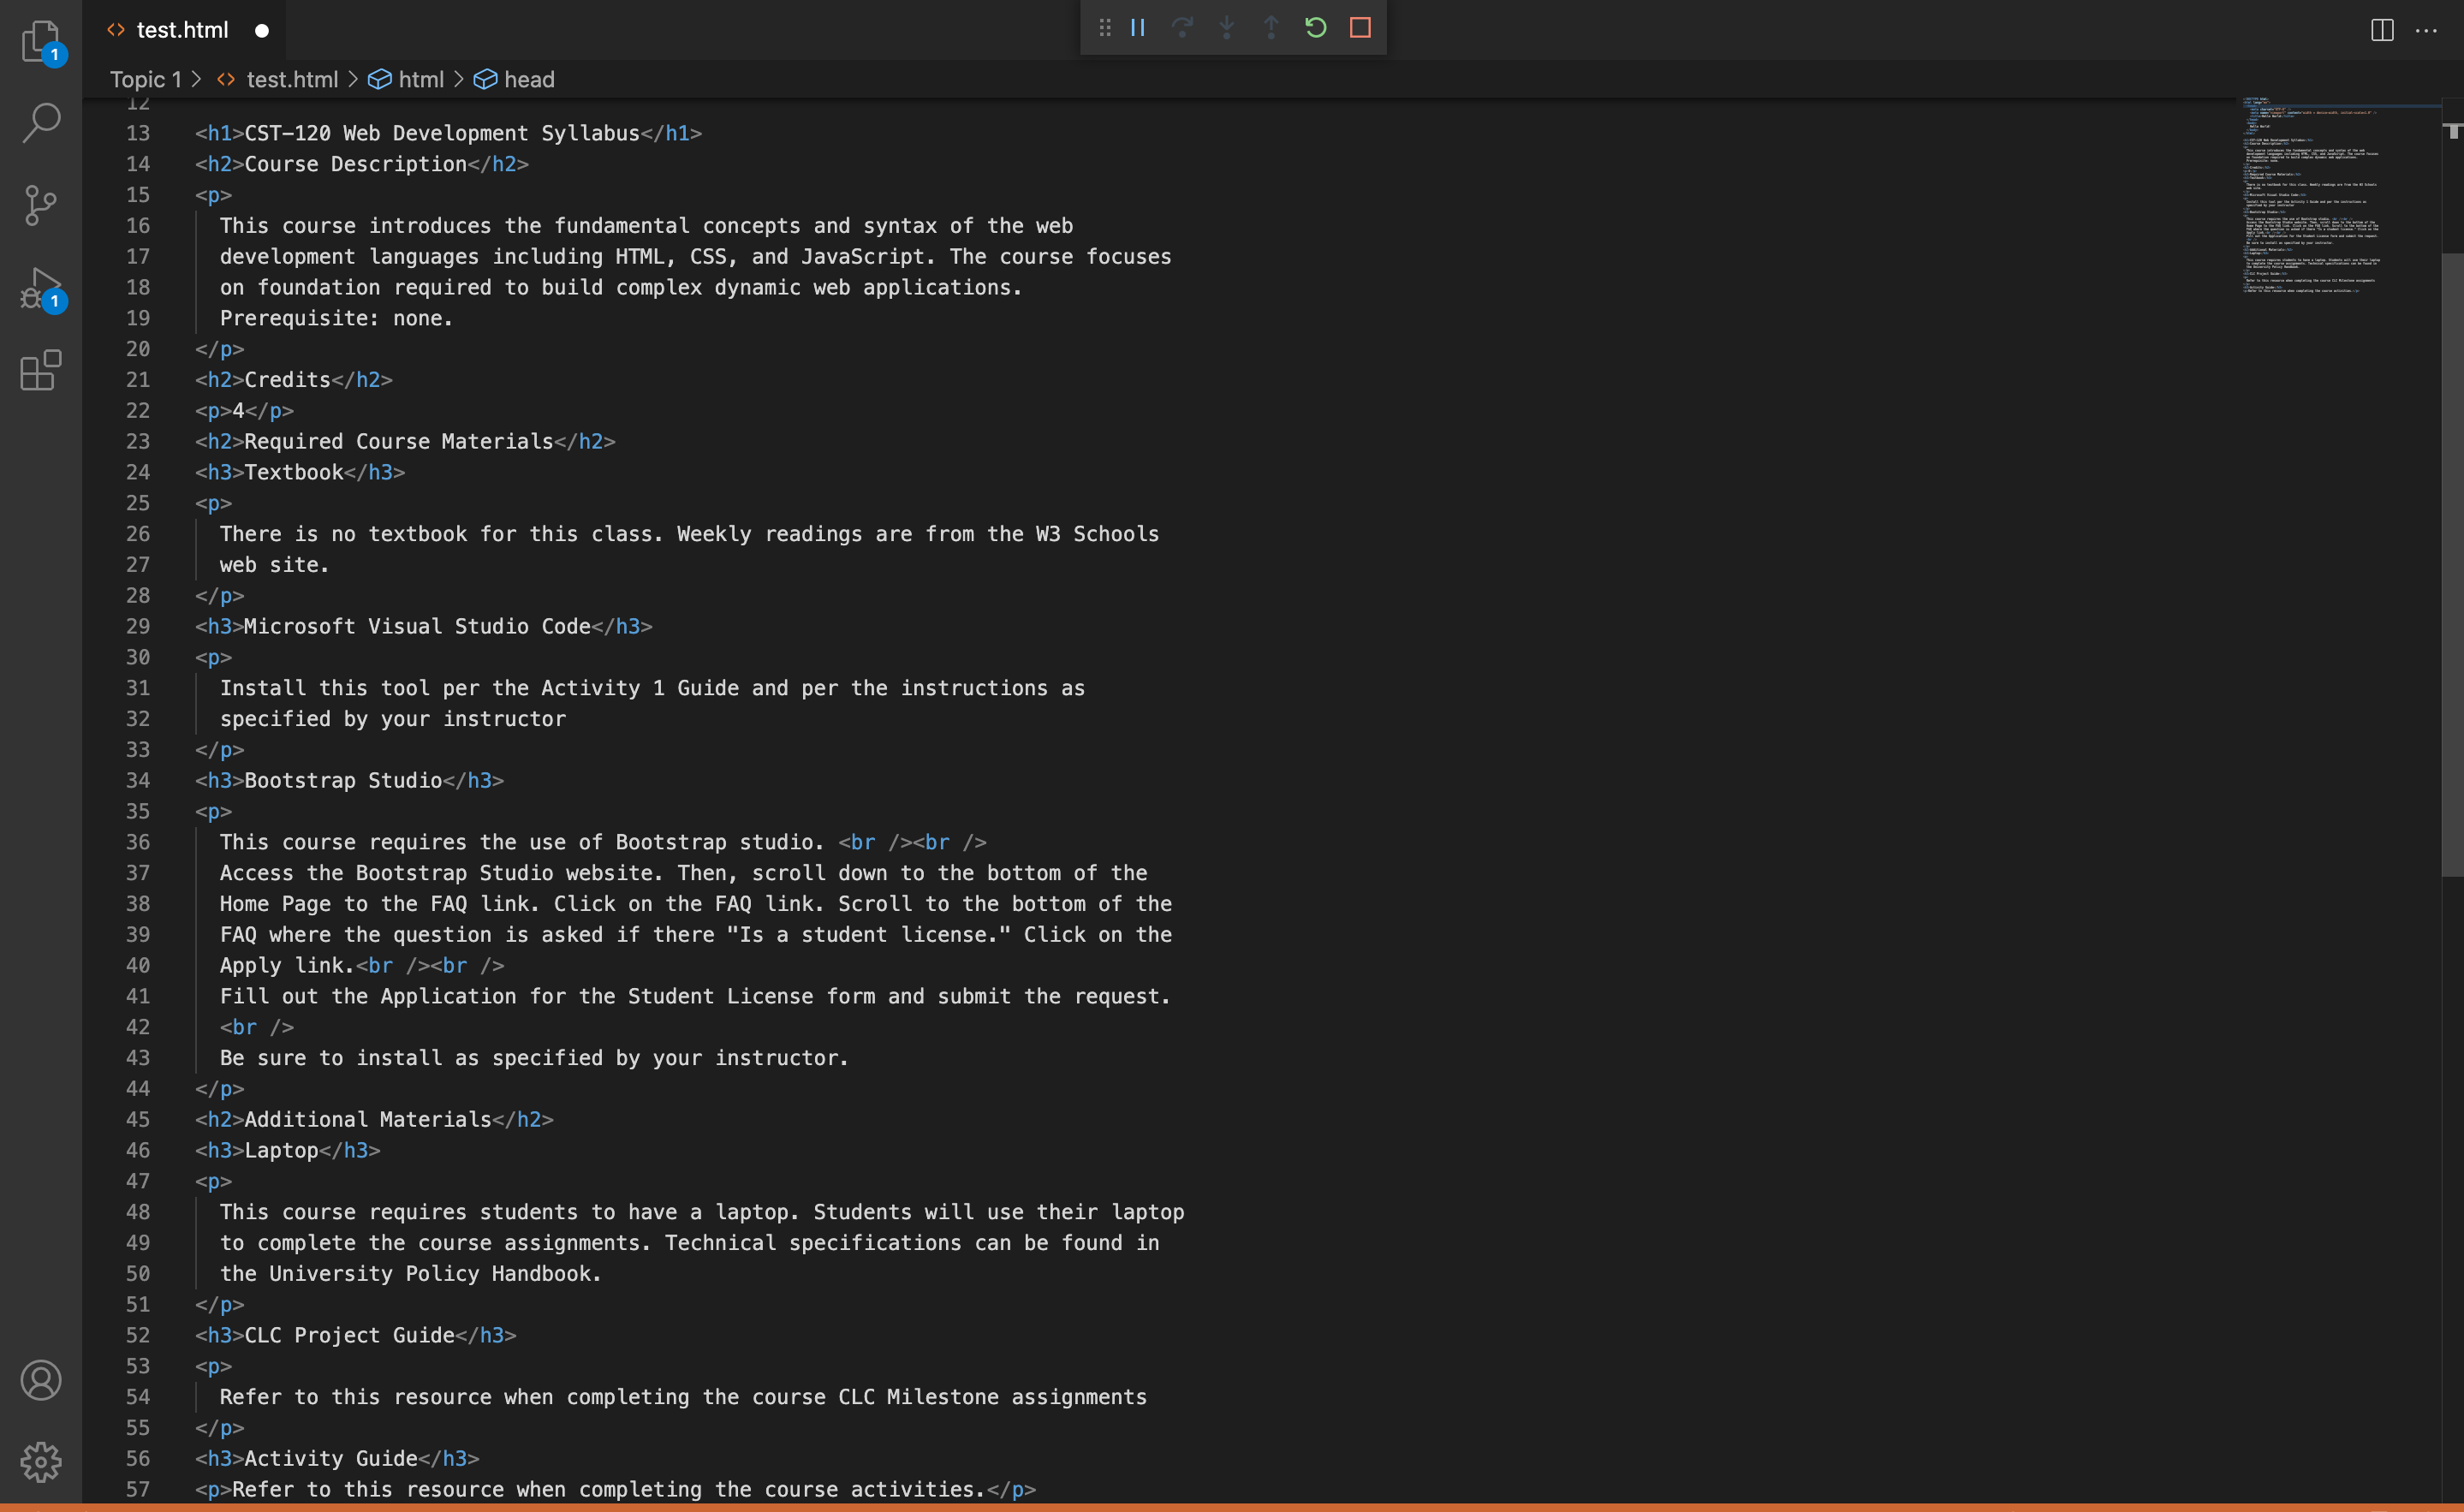 test.html
1
Topic 1 > test.html > html > head
12
13 <h1>CST-120 Web Development Syllabus</h1>
14 <h2>Course Description</h2>
15 <p>
16 This course introduces the fundamental concepts and syntax of the web
17 development languages including HTML, CSS, and JavaScript. The course focuses
18 on foundation required to build complex dynamic web applications.
19 Prerequisite: none.
20 </p>
21 <h2>Credits</h2>
22 <p>4</p>
23 <h2>Required Course Materials</h2>
24 <h3>Textbook</h3>
25 <p>
26 There is no textbook for this class. Weekly readings are from the W3 Schools
27 web site.
28 </p>
29 <h3>Microsoft Visual Studio Code</h3>
30 <p>
31 Install this tool per the Activity 1 Guide and per the instructions as
32 specified by your instructor
33 </p>
34 <h3>Bootstrap Studio</h3>
35 <p>
36 This course requires the use of Bootstrap studio. <br /><br />
37 Access the Bootstrap Studio website. Then, scroll down to the bottom of the
38 Home Page to the FAQ link. Click on the FAQ link. Scroll to the bottom of the
39 FAQ where the question is asked if there "Is a student license." Click on the
40 Apply link.<br /><br />
41 Fill out the Application for the Student License form and submit the request.
42 <br />
43 Be sure to install as specified by your instructor.
44 </p>
45 <h2>Additional Materials</h2>
46 <h3>Laptop</h3>
47 <p>
48 This course requires students to have a laptop. Students will use their laptop
49 to complete the course assignments. Technical specifications can be found in
50 the University Policy Handbook.
51 </p>
52 <h3>CLC Project Guide</h3>
53 <p>
54 Refer to this resource when completing the course CLC Milestone assignments
55 </p>
56 <h3>Activity Guide</h3>
57 <p>Refer to this resource when completing the course activities.</p>
1